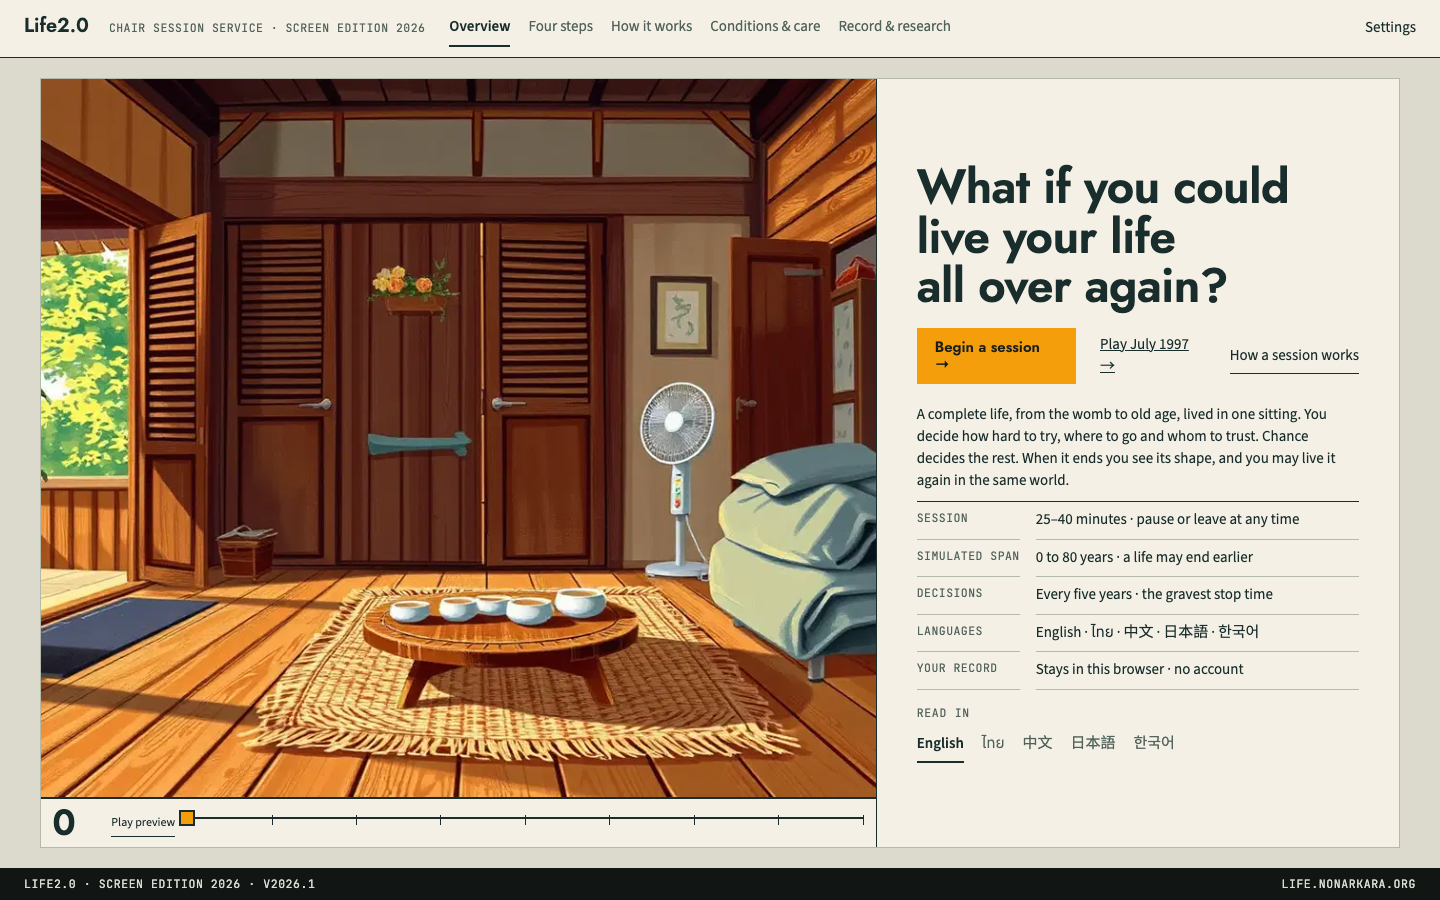 Life2.0
CHAIR SESSION SERVICE · SCREEN EDITION 2026
Overview
Four steps
How it works
Conditions & care
Record & research
Settings
What if you could
live your life
all over again?
Begin a session
→
Play July 1997
→
How a session works
A complete life, from the womb to old age, lived in one sitting. You
decide how hard to try, where to go and whom to trust. Chance
decides the rest. When it ends you see its shape, and you may live it
again in the same world.
SESSION
25–40 minutes · pause or leave at any time
SIMULATED SPAN
0 to 80 years · a life may end earlier
DECISIONS
Every five years · the gravest stop time
LANGUAGES
English · ไทย · 中文 · 日本語 · 한국어
YOUR RECORD
Stays in this browser · no account
READ IN
English
ไทย
中文
日本語
한국어
0
Play preview
LIFE2.0 · SCREEN EDITION 2026 · V2026.1
LIFE.NONARKARA.ORG